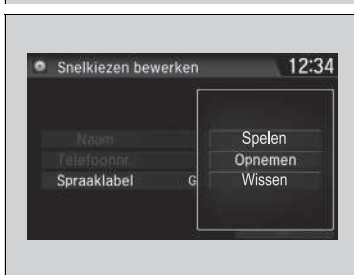 Snelkiezen bewerken 12:34
Naam
Telefoonnr.
Spraaklabel G
Spelen
Opnemen
Wissen